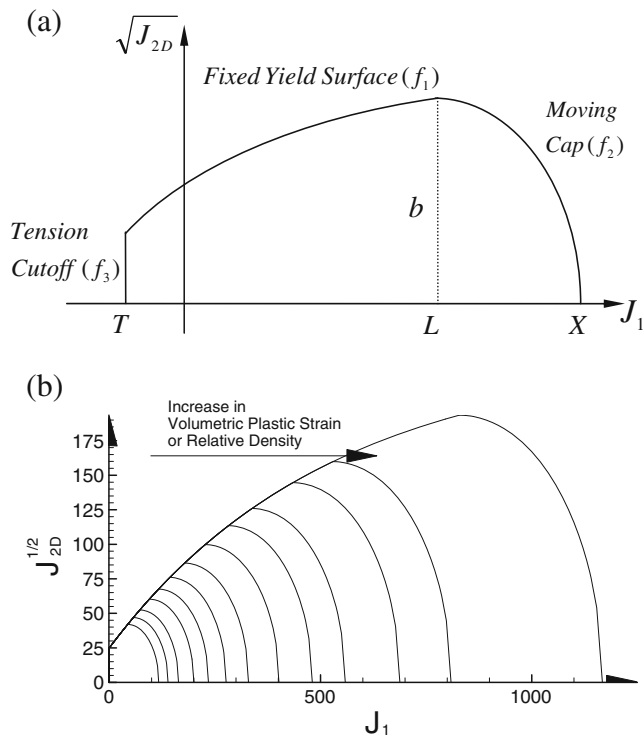 (a)
√J2D
Fixed Yield Surface (f1)
Moving
Cap (f2)
b
Tension
Cutoff (f3)
T
L
X
J1
(b)
Increase in
Volumetric Plastic Strain
or Relative Density
175
150
125
100
75
50
25
0
J2D^1/2
0
500
1000
J1